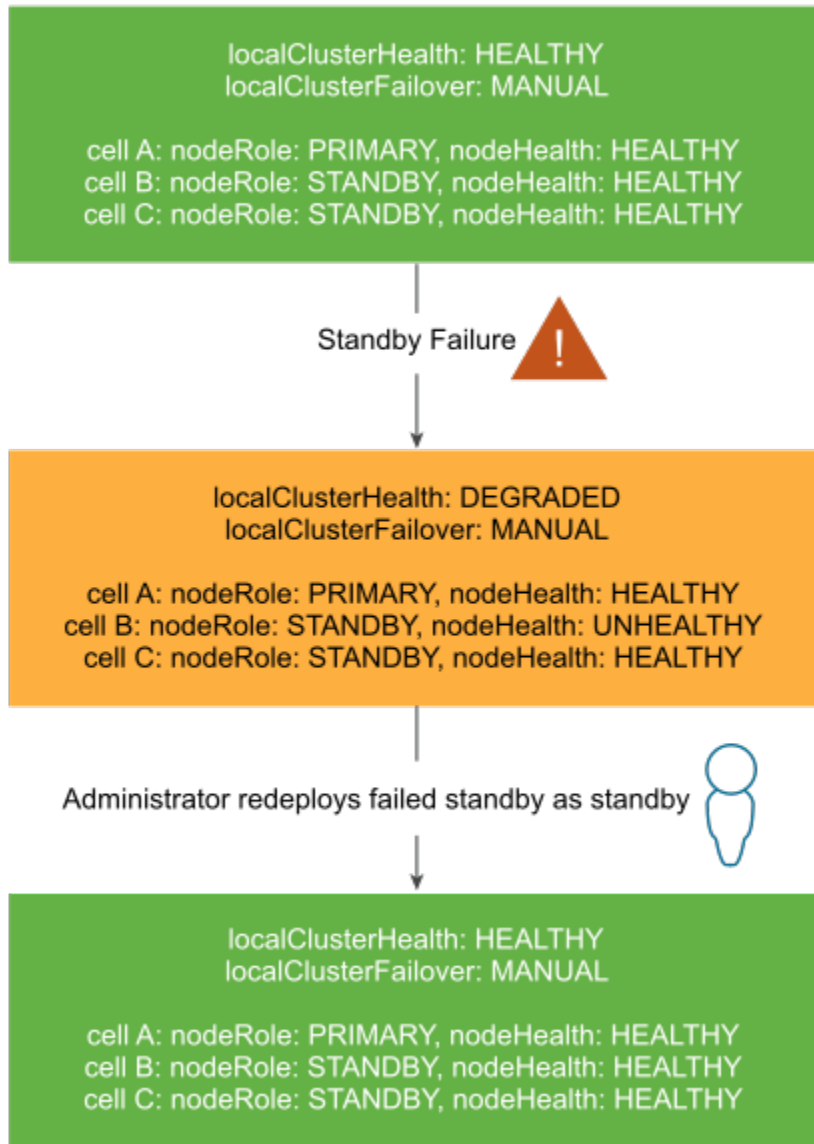 localClusterHealth: HEALTHY
localClusterFailover: MANUAL
cell A: nodeRole: PRIMARY, nodeHealth: HEALTHY
cell B: nodeRole: STANDBY, nodeHealth: HEALTHY
cell C: nodeRole: STANDBY, nodeHealth: HEALTHY
Standby Failure
!
localClusterHealth: DEGRADED
localClusterFailover: MANUAL
cell A: nodeRole: PRIMARY, nodeHealth: HEALTHY
cell B: nodeRole: STANDBY, nodeHealth: UNHEALTHY
cell C: nodeRole: STANDBY, nodeHealth: HEALTHY
Administrator redeploys failed standby as standby
localClusterHealth: HEALTHY
localClusterFailover: MANUAL
cell A: nodeRole: PRIMARY, nodeHealth: HEALTHY
cell B: nodeRole: STANDBY, nodeHealth: HEALTHY
cell C: nodeRole: STANDBY, nodeHealth: HEALTHY